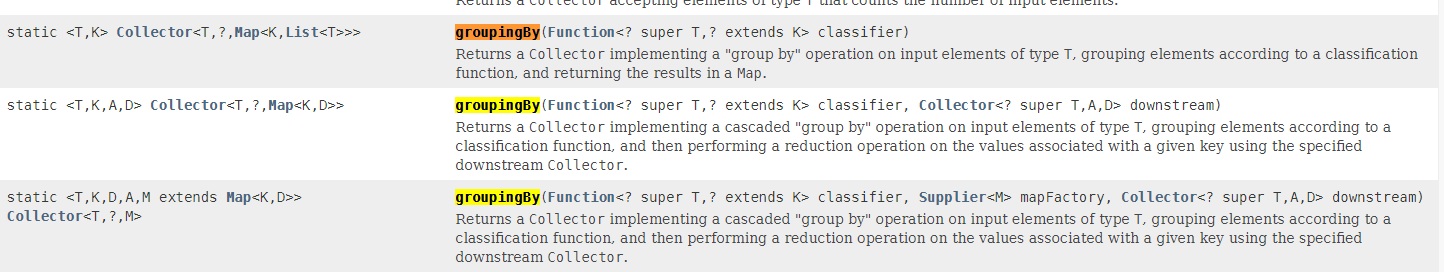 Returns a Collector accepting elements of type T that counts the number of input elements.
static <T,K> Collector<T,?,Map<K,List<T>>> groupingBy(Function<? super T,? extends K> classifier)
Returns a Collector implementing a "group by" operation on input elements of type T, grouping elements according to a classification
function, and returning the results in a Map.
static <T,K,A,D> Collector<T,?,Map<K,D>> groupingBy(Function<? super T,? extends K> classifier, Collector<? super T,A,D> downstream)
Returns a Collector implementing a cascaded "group by" operation on input elements of type T, grouping elements according to a
classification function, and then performing a reduction operation on the values associated with a given key using the specified
downstream Collector.
static <T,K,D,A,M extends Map<K,D>>
Collector<T,?,M>
groupingBy(Function<? super T,? extends K> classifier, Supplier<M> mapFactory, Collector<? super T,A,D> downstream)
Returns a Collector implementing a cascaded "group by" operation on input elements of type T, grouping elements according to a
classification function, and then performing a reduction operation on the values associated with a given key using the specified
downstream Collector.